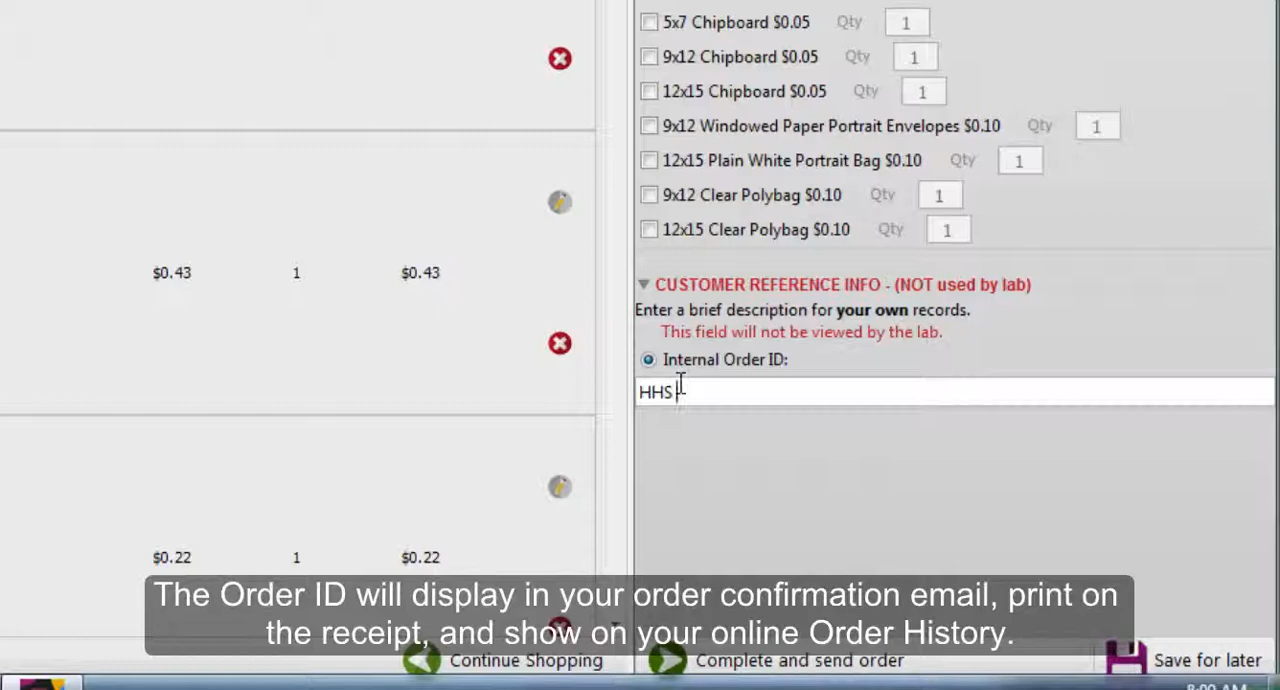 5x7 Chipboard $0.05 Qty 1
9x12 Chipboard $0.05 Qty 1
12x15 Chipboard $0.05 Qty 1
9x12 Windowed Paper Portrait Envelopes $0.10 Qty 1
12x15 Plain White Portrait Bag $0.10 Qty 1
9x12 Clear Polybag $0.10 Qty 1
12x15 Clear Polybag $0.10 Qty 1
$0.43 1 $0.43
CUSTOMER REFERENCE INFO - (NOT used by lab)
Enter a brief description for your own records.
This field will not be viewed by the lab.
Internal Order ID:
HHS
$0.22 1 $0.22
The Order ID will display in your order confirmation email, print on
the receipt, and show on your online Order History.
Continue Shopping Complete and send order Save for later
8:00 AM